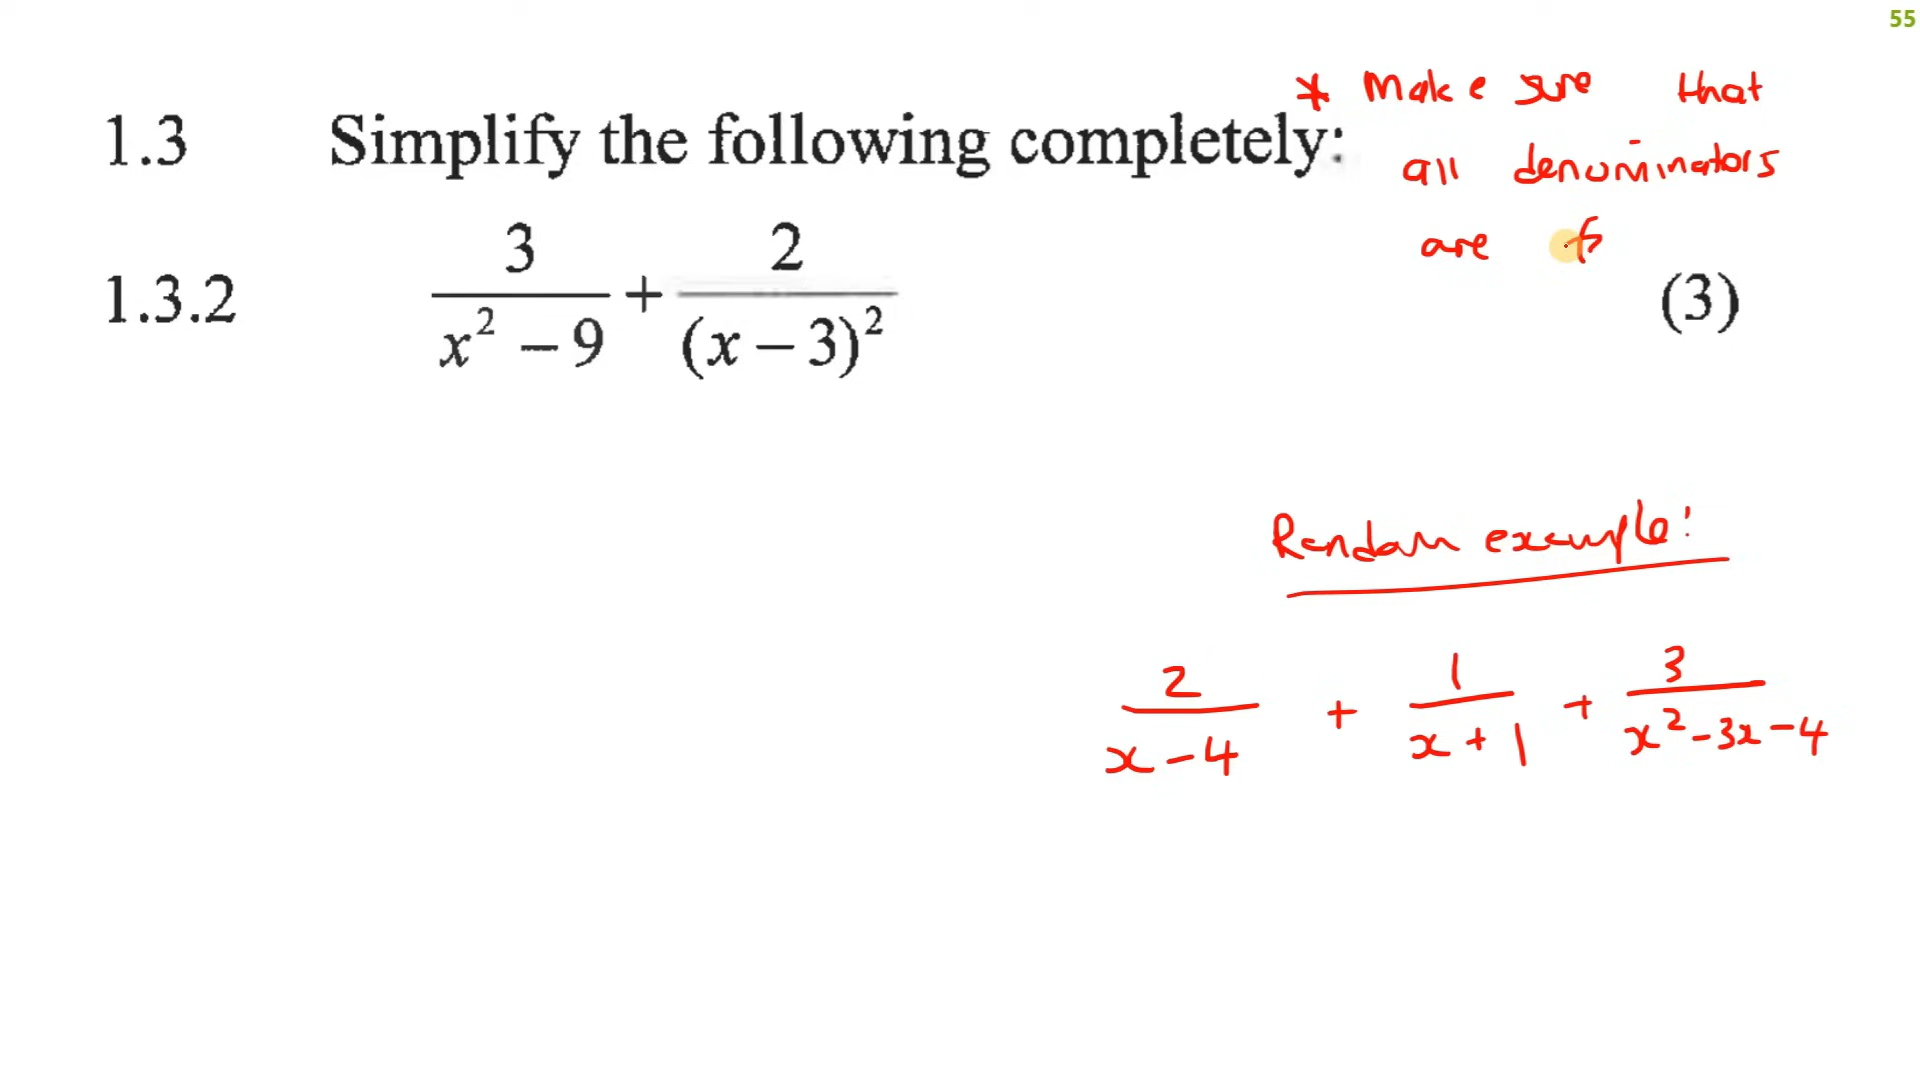 55
1.3 Simplify the following completely:
* Make sure that
all denominators
are f
1.3.2 3/(x² − 9) + 2/(x − 3)² (3)
Random example:
2/(x − 4) + 1/(x + 1) + 3/(x² − 3x − 4)